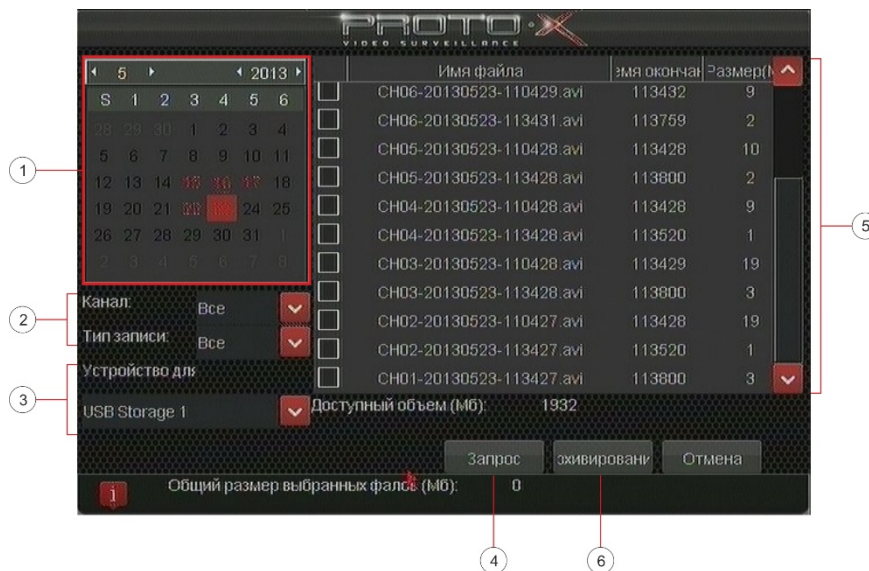 PROTO-X
VIDEO SURVEILLANCE
5 2013
S 1 2 3 4 5 6
28 29 30 1 2 3 4
5 6 7 8 9 10 11
12 13 14 15 16 17 18
19 20 21 24 25
26 27 28 29 30 31 1
2 3 4 5 6 7 8
Канал: Все
Тип записи: Все
Устройство для
USB Storage 1
Имя файла емя окончан Размер(М
CH06-20130523-110429.avi 113432 9
CH06-20130523-113431.avi 113759 2
CH05-20130523-110428.avi 113428 10
CH05-20130523-113428.avi 113800 2
CH04-20130523-110428.avi 113428 9
CH04-20130523-113428.avi 113520 1
CH03-20130523-110428.avi 113429 19
CH03-20130523-113428.avi 113800 3
CH02-20130523-110427.avi 113428 19
CH02-20130523-113427.avi 113520 1
CH01-20130523-113427.avi 113800 3
Доступный объем (Мб): 1932
Запрос рхивировани Отмена
i Общий размер выбранных фалов (Мб): 0
1
2
3
4
5
6